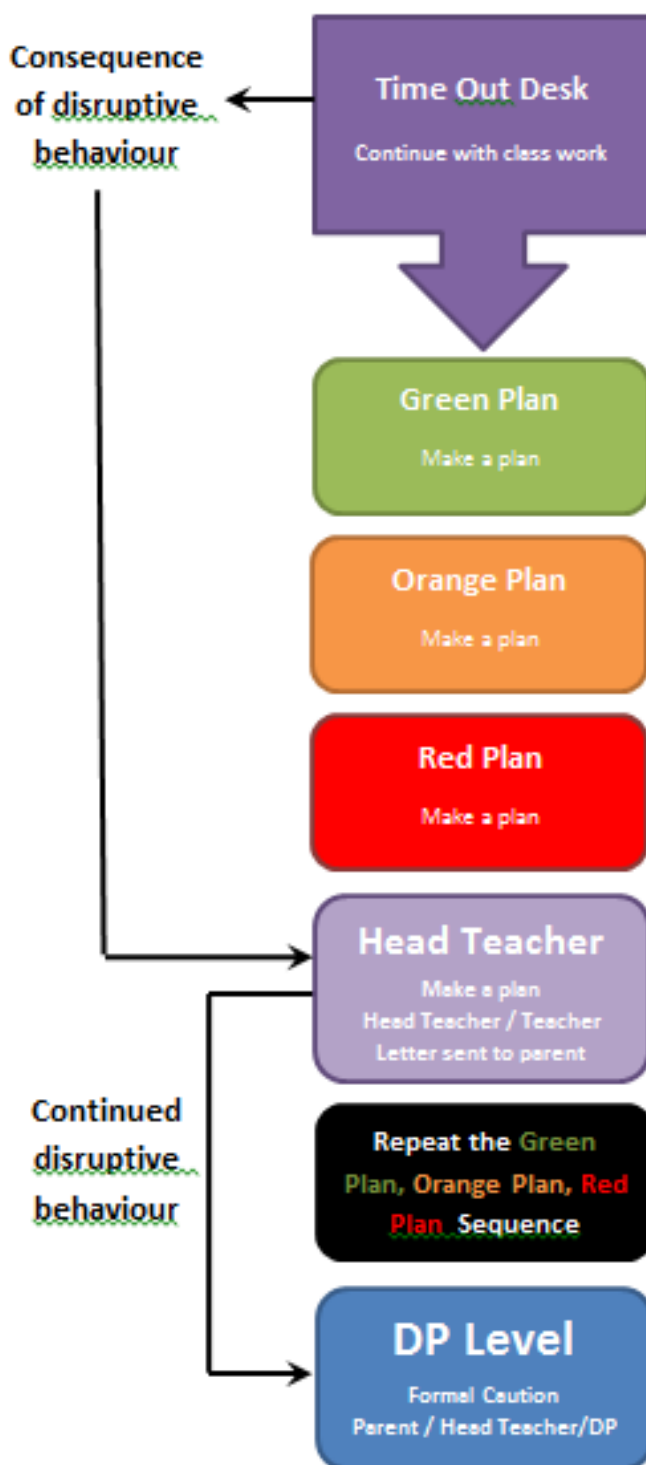 Consequence
of disruptive
behaviour
Time Out Desk
Continue with class work
Green Plan
Make a plan
Orange Plan
Make a plan
Red Plan
Make a plan
Head Teacher
Make a plan
Head Teacher / Teacher
Letter sent to parent
Continued
disruptive
behaviour
Repeat the Green
Plan, Orange Plan, Red
Plan Sequence
DP Level
Formal Caution
Parent / Head Teacher/DP